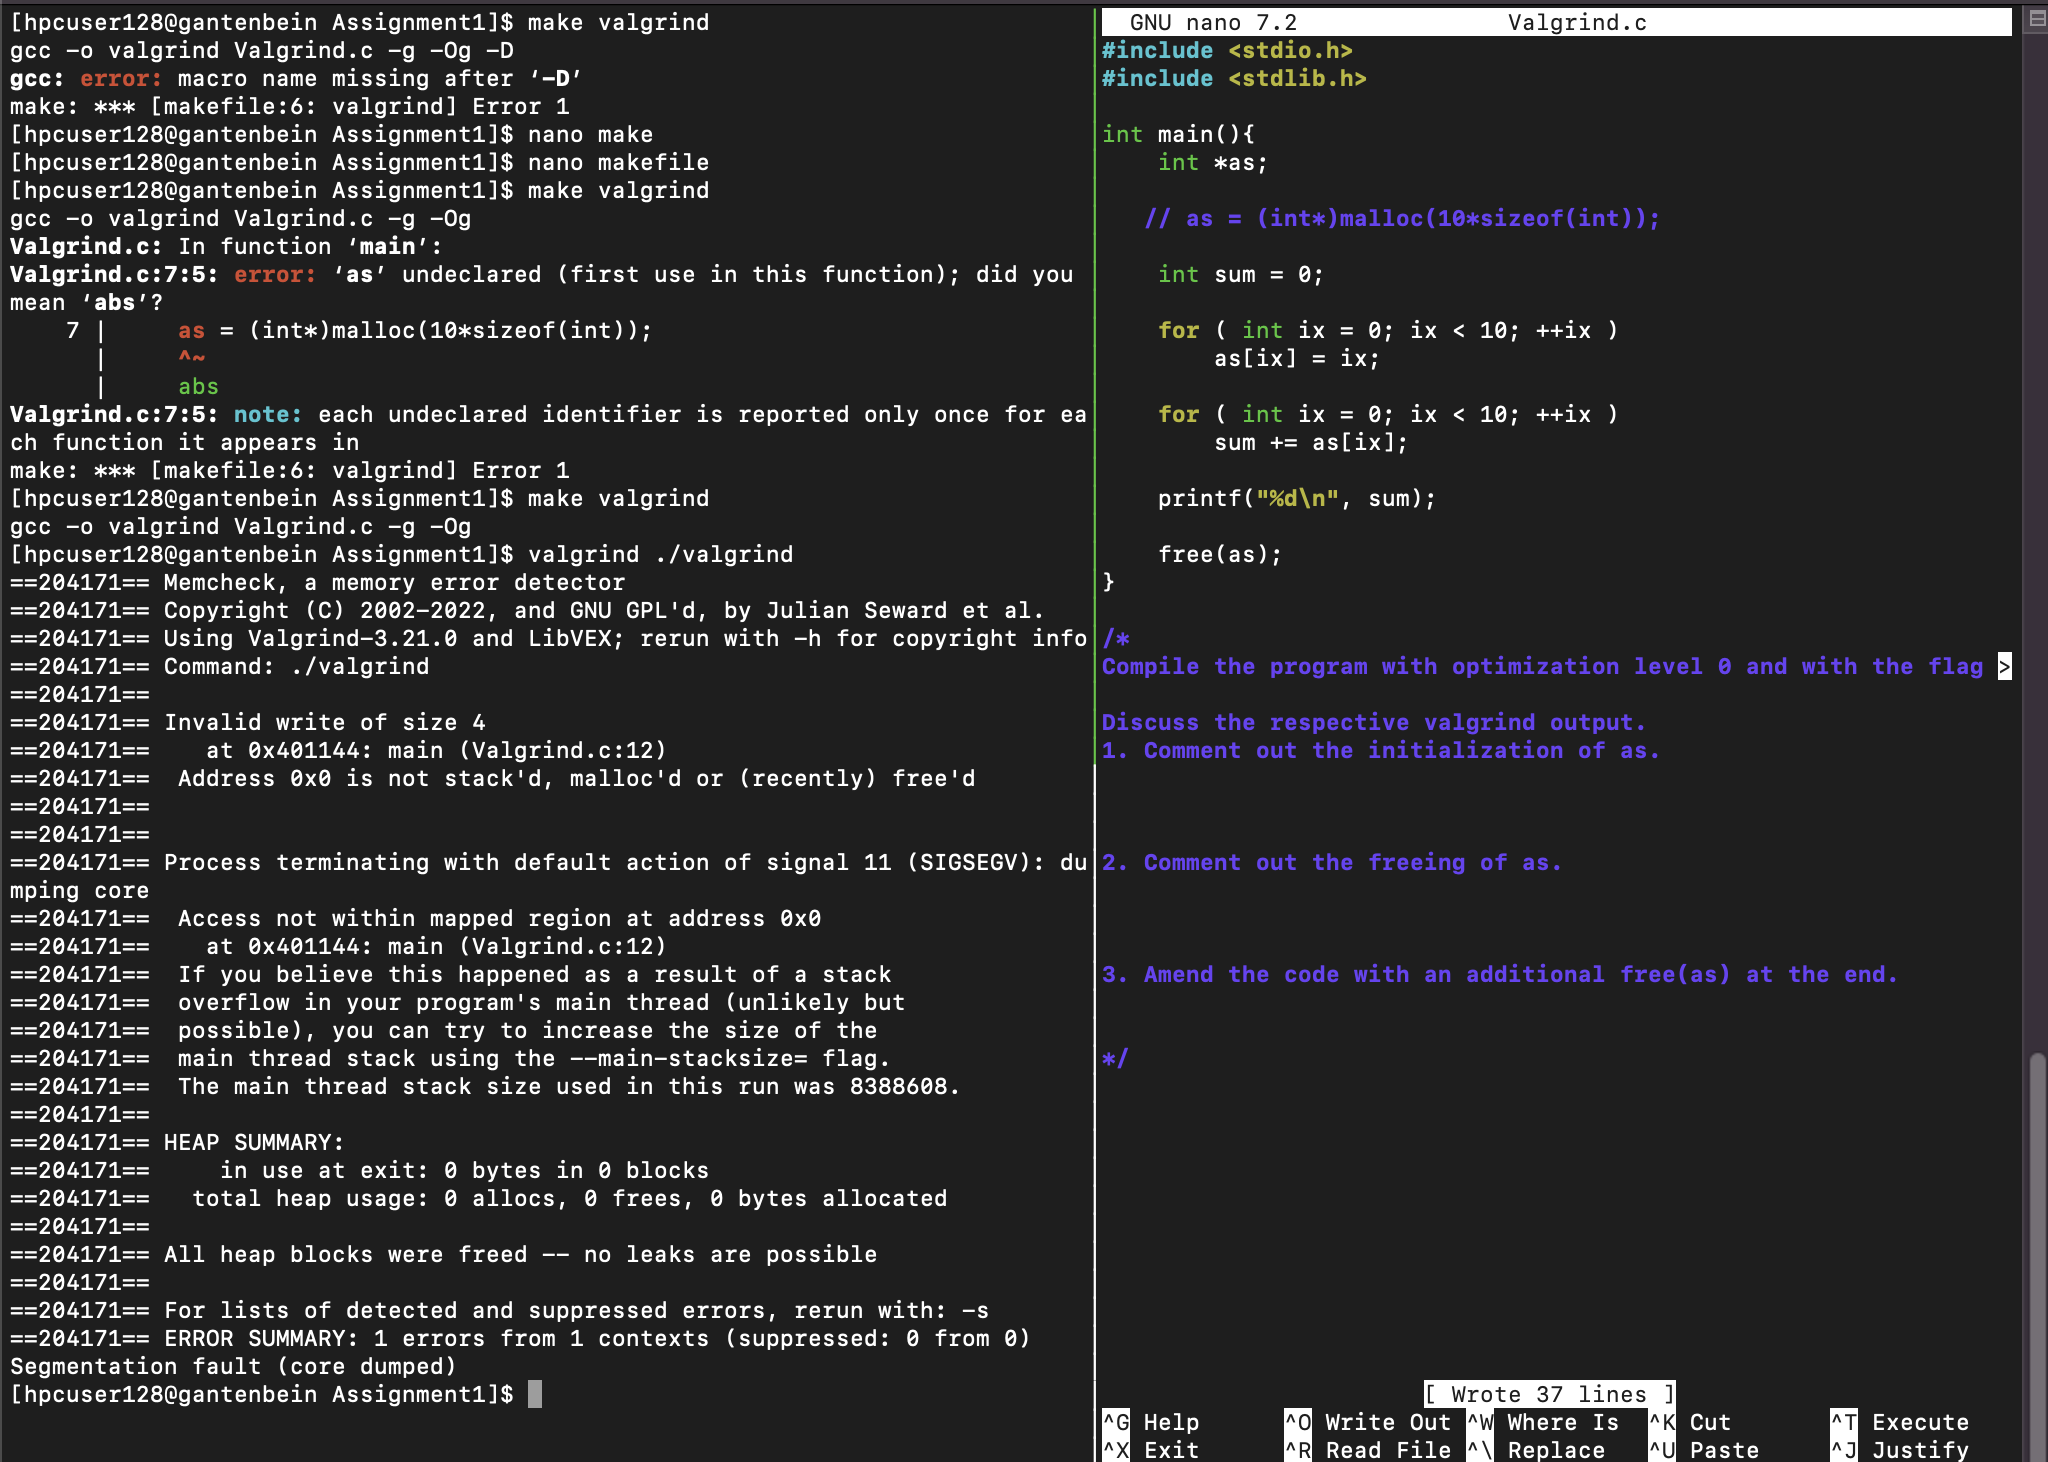 [hpcuser128@gantenbein Assignment1]$ make valgrind
gcc -o valgrind Valgrind.c -g -Og -D
gcc: error: macro name missing after ‘-D’
make: *** [makefile:6: valgrind] Error 1
[hpcuser128@gantenbein Assignment1]$ nano make
[hpcuser128@gantenbein Assignment1]$ nano makefile
[hpcuser128@gantenbein Assignment1]$ make valgrind
gcc -o valgrind Valgrind.c -g -Og
Valgrind.c: In function ‘main’:
Valgrind.c:7:5: error: ‘as’ undeclared (first use in this function); did you
mean ‘abs’?
    7 |     as = (int*)malloc(10*sizeof(int));
      |     ^~
      |     abs
Valgrind.c:7:5: note: each undeclared identifier is reported only once for ea
ch function it appears in
make: *** [makefile:6: valgrind] Error 1
[hpcuser128@gantenbein Assignment1]$ make valgrind
gcc -o valgrind Valgrind.c -g -Og
[hpcuser128@gantenbein Assignment1]$ valgrind ./valgrind
==204171== Memcheck, a memory error detector
==204171== Copyright (C) 2002-2022, and GNU GPL'd, by Julian Seward et al.
==204171== Using Valgrind-3.21.0 and LibVEX; rerun with -h for copyright info
==204171== Command: ./valgrind
==204171==
==204171== Invalid write of size 4
==204171==    at 0x401144: main (Valgrind.c:12)
==204171==  Address 0x0 is not stack'd, malloc'd or (recently) free'd
==204171==
==204171==
==204171== Process terminating with default action of signal 11 (SIGSEGV): du
mping core
==204171==  Access not within mapped region at address 0x0
==204171==    at 0x401144: main (Valgrind.c:12)
==204171==  If you believe this happened as a result of a stack
==204171==  overflow in your program's main thread (unlikely but
==204171==  possible), you can try to increase the size of the
==204171==  main thread stack using the --main-stacksize= flag.
==204171==  The main thread stack size used in this run was 8388608.
==204171==
==204171== HEAP SUMMARY:
==204171==     in use at exit: 0 bytes in 0 blocks
==204171==   total heap usage: 0 allocs, 0 frees, 0 bytes allocated
==204171==
==204171== All heap blocks were freed -- no leaks are possible
==204171==
==204171== For lists of detected and suppressed errors, rerun with: -s
==204171== ERROR SUMMARY: 1 errors from 1 contexts (suppressed: 0 from 0)
Segmentation fault (core dumped)
[hpcuser128@gantenbein Assignment1]$
GNU nano 7.2 Valgrind.c
#include <stdio.h>
#include <stdlib.h>
int main(){
    int *as;
   // as = (int*)malloc(10*sizeof(int));
    int sum = 0;
    for ( int ix = 0; ix < 10; ++ix )
        as[ix] = ix;
    for ( int ix = 0; ix < 10; ++ix )
        sum += as[ix];
    printf("%d\n", sum);
    free(as);
}
/*
Compile the program with optimization level 0 and with the flag >
Discuss the respective valgrind output.
1. Comment out the initialization of as.
2. Comment out the freeing of as.
3. Amend the code with an additional free(as) at the end.
*/
[ Wrote 37 lines ]
^G Help ^O Write Out ^W Where Is ^K Cut ^T Execute
^X Exit ^R Read File ^\ Replace ^U Paste ^J Justify